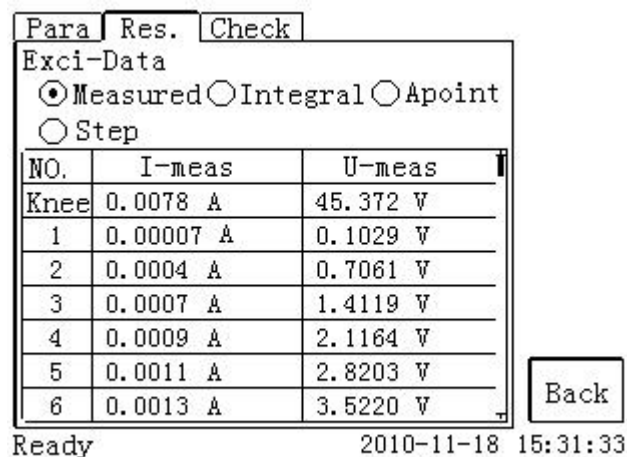 Para Res. Check
Exci-Data
Measured Integral Apoint
Step
NO. I-meas U-meas
Knee 0.0078 A 45.372 V
1 0.00007 A 0.1029 V
2 0.0004 A 0.7061 V
3 0.0007 A 1.4119 V
4 0.0009 A 2.1164 V
5 0.0011 A 2.8203 V
6 0.0013 A 3.5220 V
Back
Ready 2010-11-18 15:31:33